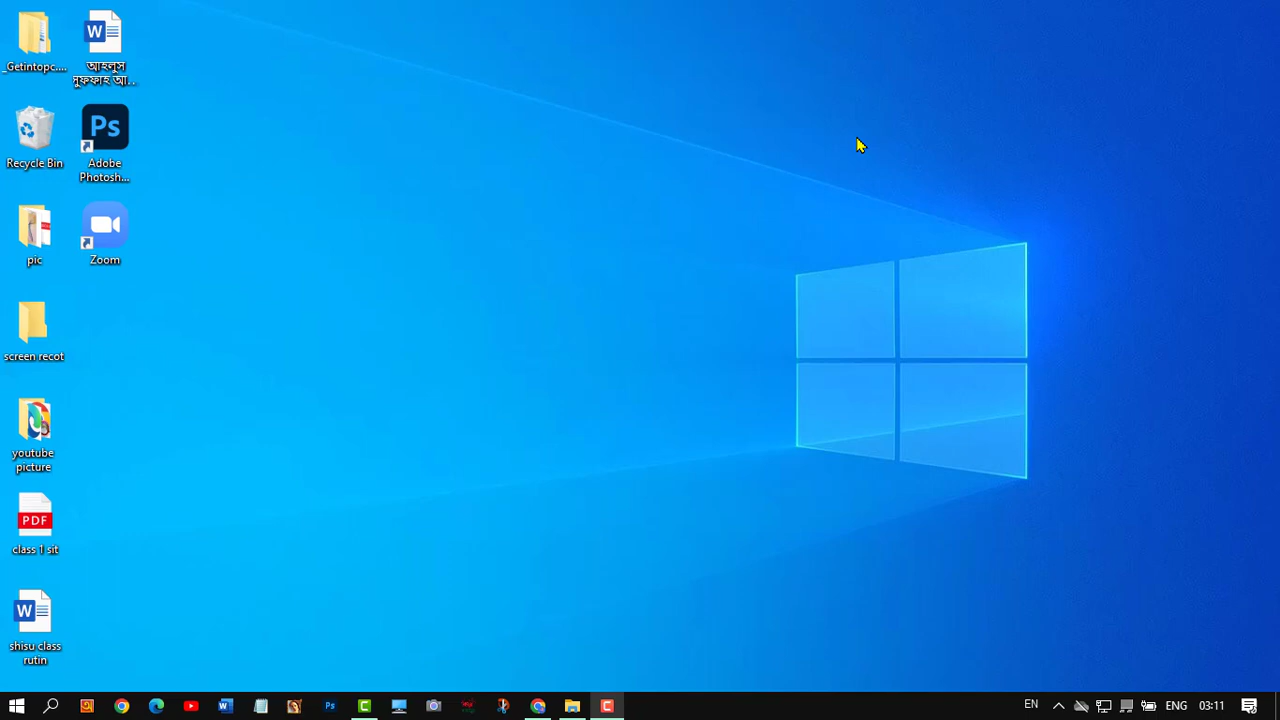 _Getintopc....
আহলুস
সুফফাহ আ...
Recycle Bin
Ps
Adobe
Photosh...
pic
Zoom
screen recot
youtube
picture
PDF
class 1 sit
W
shisu class
rutin
W
Ps
C
W
C
EN
ENG
03:11